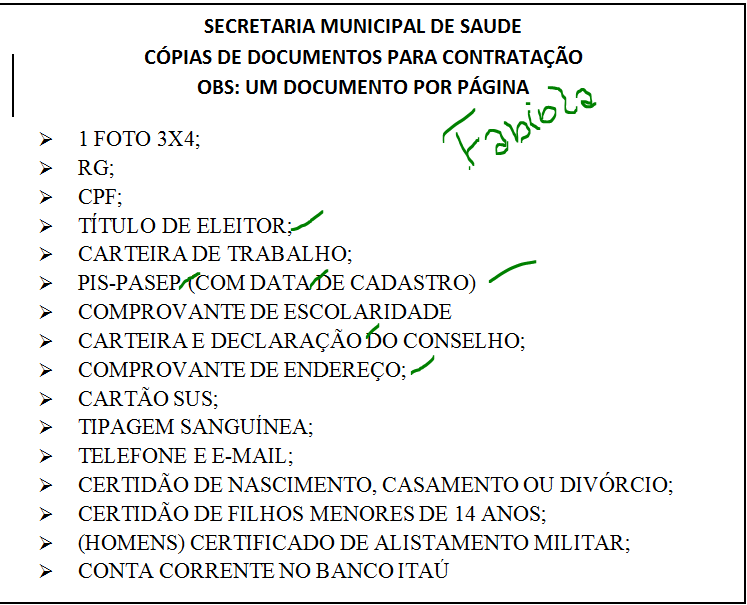 SECRETARIA MUNICIPAL DE SAUDE
CÓPIAS DE DOCUMENTOS PARA CONTRATAÇÃO
OBS: UM DOCUMENTO POR PÁGINA
Fabiola
➤ 1 FOTO 3X4;
➤ RG;
➤ CPF;
➤ TÍTULO DE ELEITOR;
➤ CARTEIRA DE TRABALHO;
➤ PIS-PASEP (COM DATA DE CADASTRO)
➤ COMPROVANTE DE ESCOLARIDADE
➤ CARTEIRA E DECLARAÇÃO DO CONSELHO;
➤ COMPROVANTE DE ENDEREÇO;
➤ CARTÃO SUS;
➤ TIPAGEM SANGUÍNEA;
➤ TELEFONE E E-MAIL;
➤ CERTIDÃO DE NASCIMENTO, CASAMENTO OU DIVÓRCIO;
➤ CERTIDÃO DE FILHOS MENORES DE 14 ANOS;
➤ (HOMENS) CERTIFICADO DE ALISTAMENTO MILITAR;
➤ CONTA CORRENTE NO BANCO ITAÚ